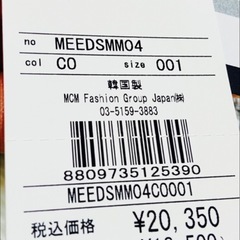 no MEEDSMM04
col CO size 001
韓国製
MCM Fashion Group Japan㈱
03-5159-3883
8809735125390
MEEDSMM04CO001
税込価格 ¥20,350